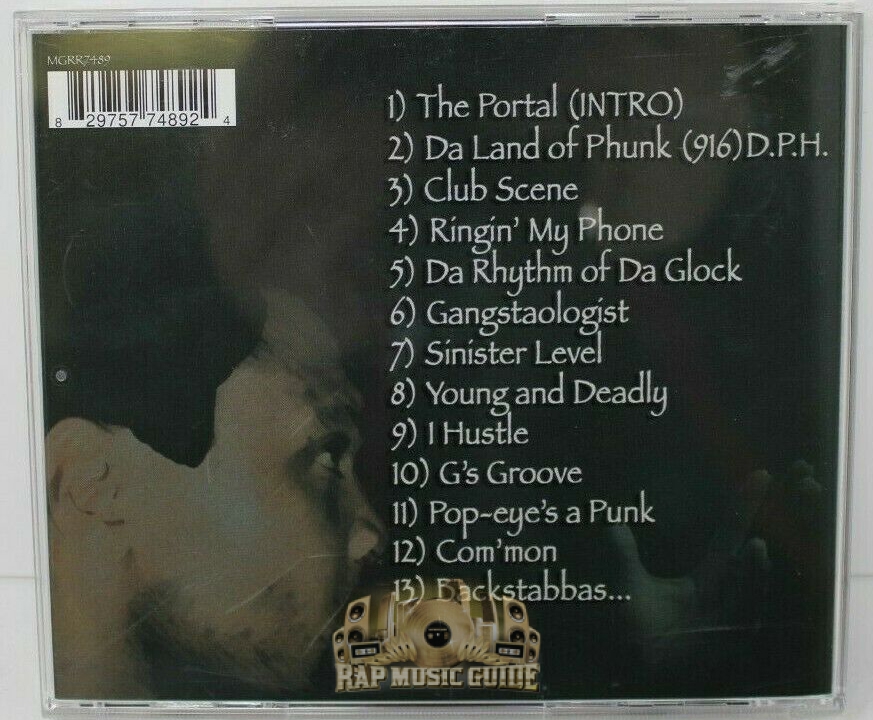 MGRR7489
8 29757 74892 4
1) The Portal (INTRO)
2) Da Land of Phunk (916) D.P.H.
3) Club Scene
4) Ringin' My Phone
5) Da Rhythm of Da Glock
6) Gangstaologist
7) Sinister Level
8) Young and Deadly
9) I Hustle
10) G's Groove
11) Pop-eye's a Punk
12) Com'mon
13) Backstabbas...
RAP MUSIC GUIDE